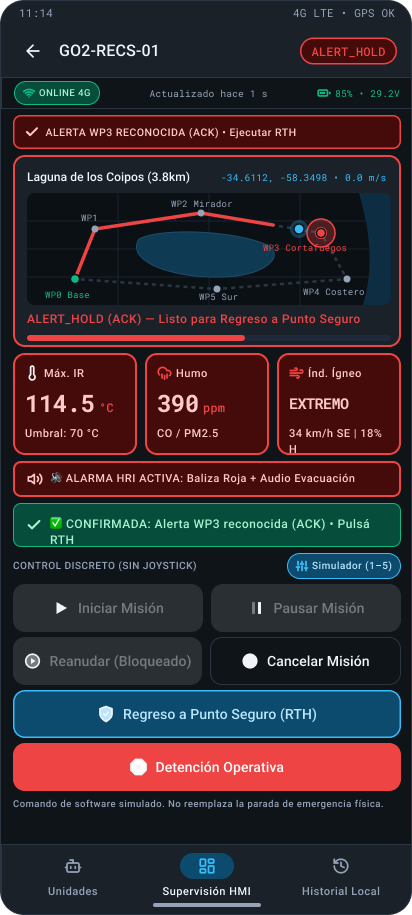 11:14
4G LTE • GPS OK
GO2-RECS-01
ALERT_HOLD
ONLINE 4G
Actualizado hace 1 s
85% • 29.2V
ALERTA WP3 RECONOCIDA (ACK) • Ejecutar RTH
Laguna de los Coipos (3.8km)
-34.6112, -58.3498 • 0.0 m/s
WP2 Mirador
WP1
WP3 Cortafuegos
WP0 Base
WP5 Sur
WP4 Costero
ALERT_HOLD (ACK) — Listo para Regreso a Punto Seguro
Máx. IR
114.5 °C
Umbral: 70 °C
Humo
390 ppm
CO / PM2.5
Índ. Ígneo
EXTREMO
34 km/h SE | 18%
H
ALARMA HRI ACTIVA: Baliza Roja + Audio Evacuación
✅ CONFIRMADA: Alerta WP3 reconocida (ACK) • Pulsá
RTH
CONTROL DISCRETO (SIN JOYSTICK)
Simulador (1–5)
Iniciar Misión
Pausar Misión
Reanudar (Bloqueado)
Cancelar Misión
Regreso a Punto Seguro (RTH)
Detención Operativa
Comando de software simulado. No reemplaza la parada de emergencia física.
Unidades
Supervisión HMI
Historial Local